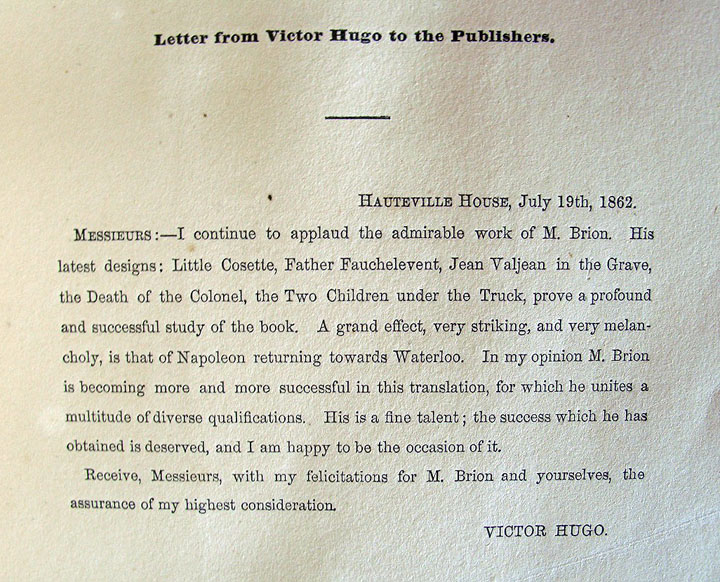 Letter from Victor Hugo to the Publishers.
Hauteville House, July 19th, 1862.
Messieurs:—I continue to applaud the admirable work of M. Brion. His
latest designs: Little Cosette, Father Fauchelevent, Jean Valjean in the Grave,
the Death of the Colonel, the Two Children under the Truck, prove a profound
and successful study of the book. A grand effect, very striking, and very melan-
choly, is that of Napoleon returning towards Waterloo. In my opinion M. Brion
is becoming more and more successful in this translation, for which he unites a
multitude of diverse qualifications. His is a fine talent; the success which he has
obtained is deserved, and I am happy to be the occasion of it.
Receive, Messieurs, with my felicitations for M. Brion and yourselves, the
assurance of my highest consideration.
VICTOR HUGO.